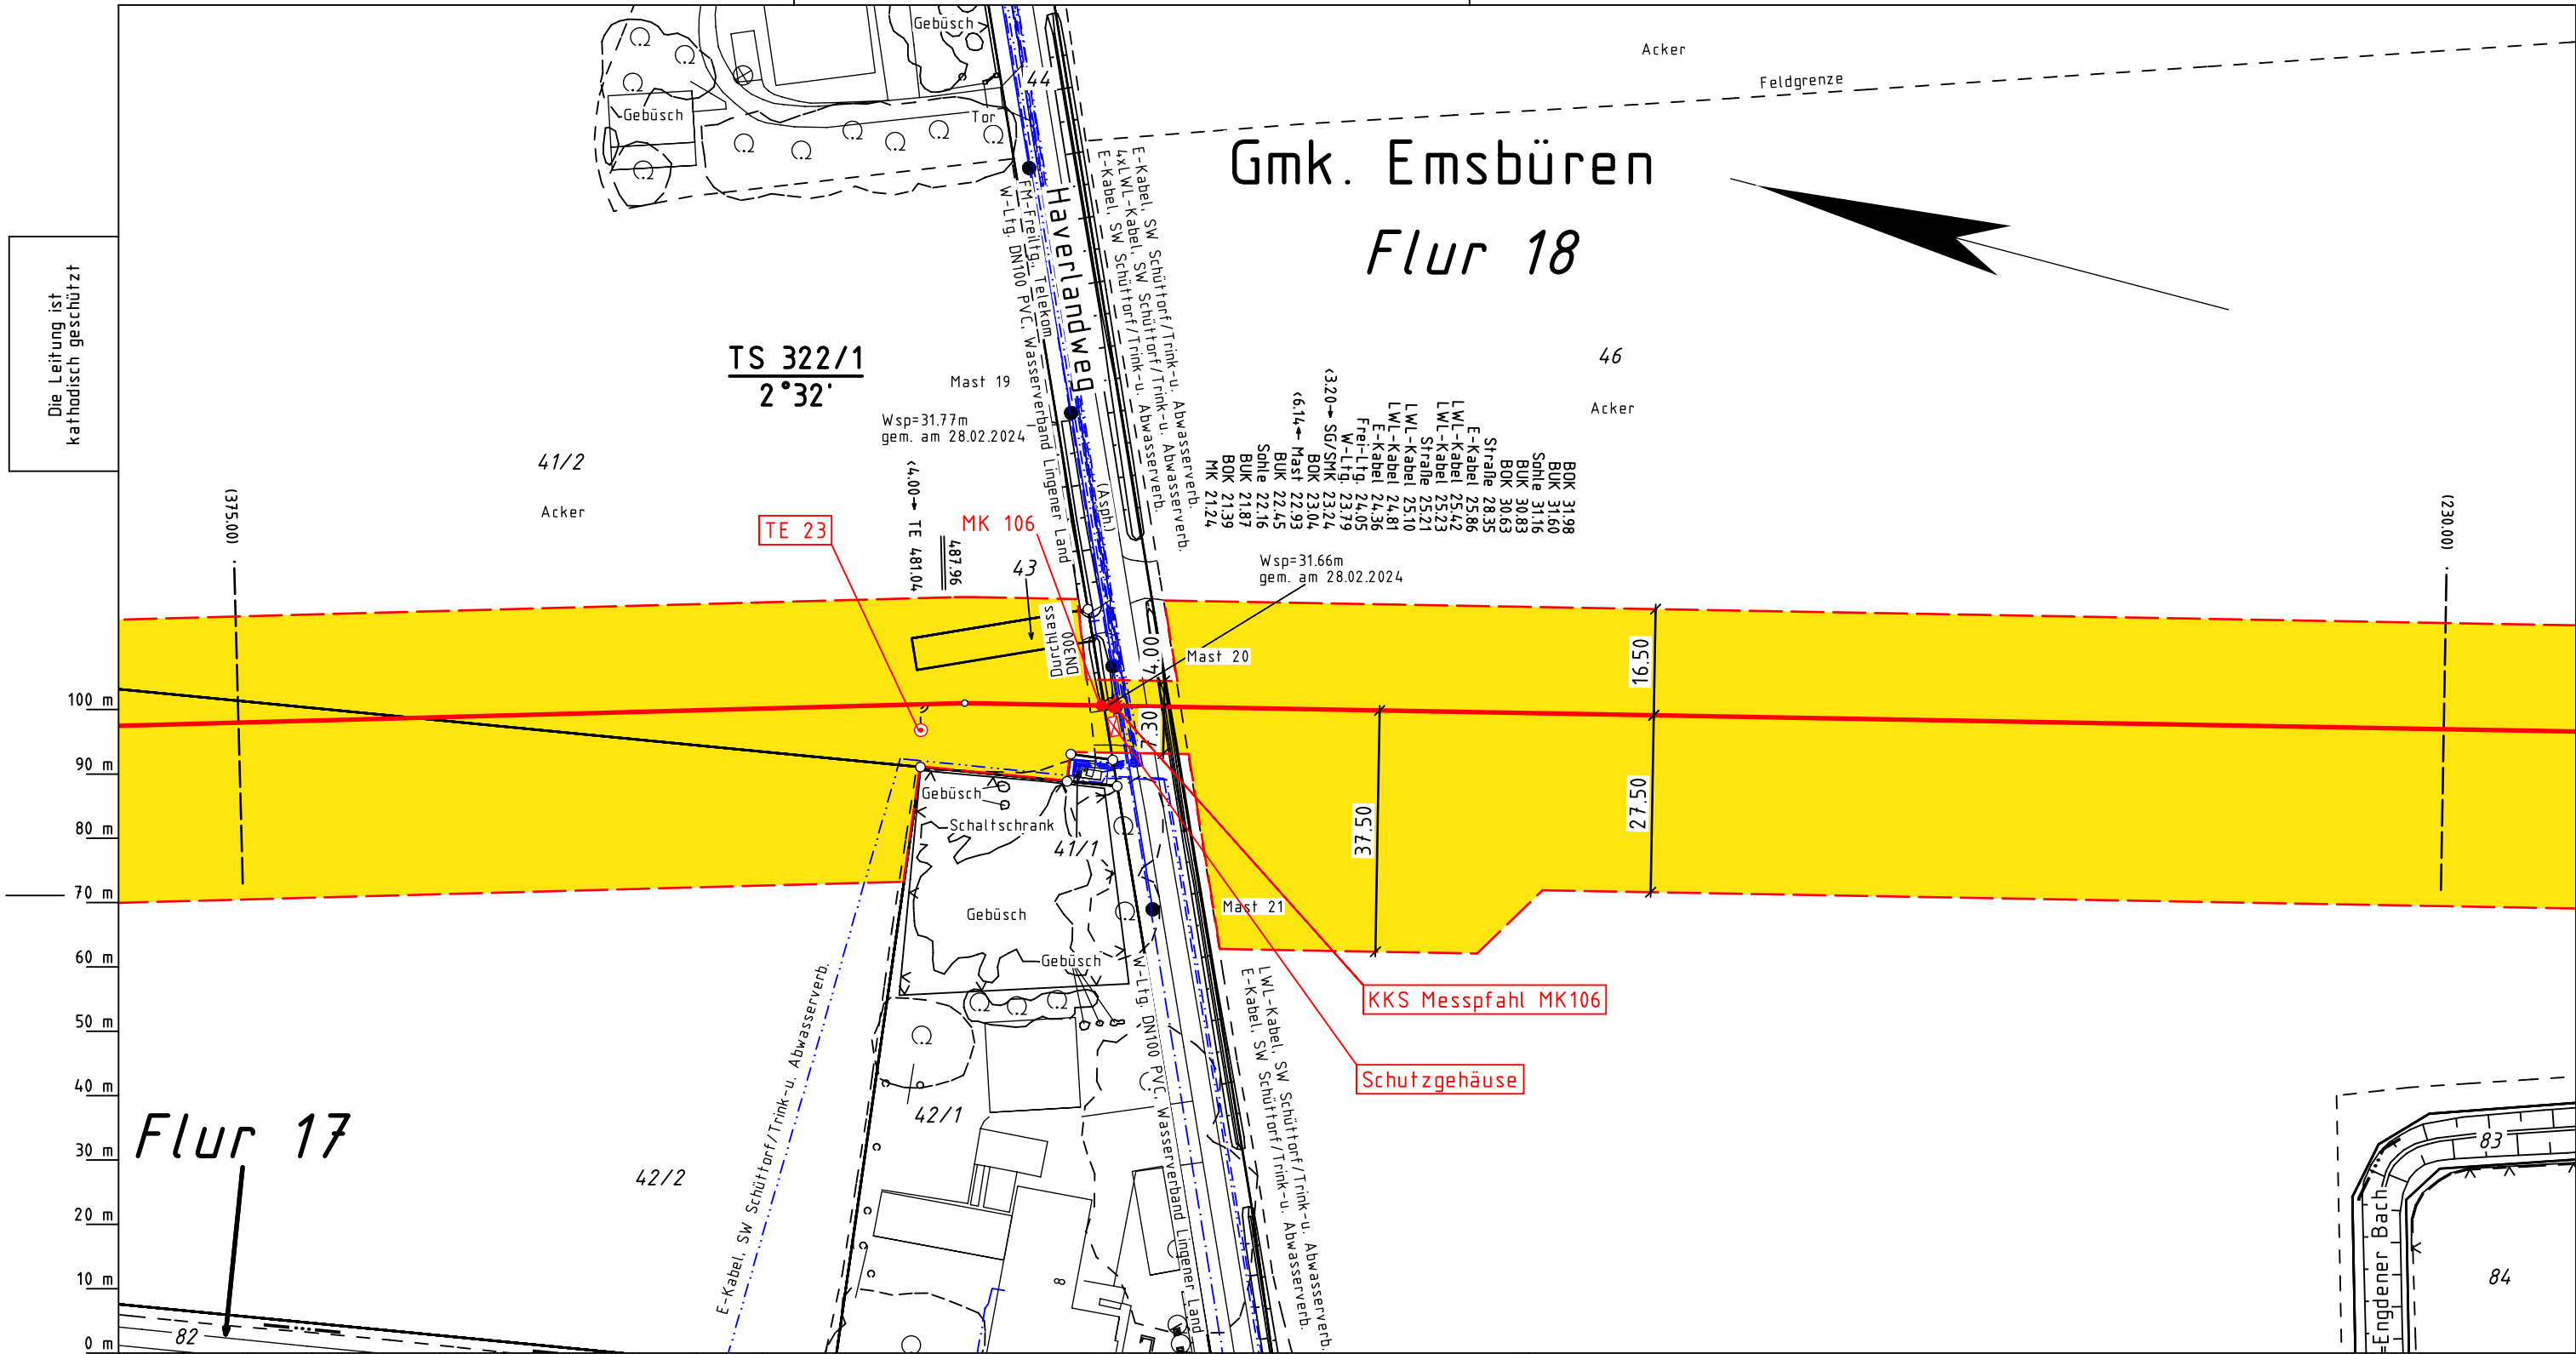 Gebüsch
44
Gebüsch
Tor
Acker
Feldgrenze
Gmk. Emsbüren
Flur 18
Haverlandweg
(Asph.)
FM-Freiltg., Telekom
W-Ltg. DN100 PVC, Wasserverband Lingener Land
E-Kabel, SW Schüttorf/Trink-u. Abwasserverb.
4xLWL-Kabel, SW Schüttorf/Trink-u. Abwasserverb.
E-Kabel, SW Schüttorf/Trink-u. Abwasserverb.
Die Leitung ist
kathodisch geschützt
TS 322/1
2°32'
Mast 19
Wsp=31.77m
gem. am 28.02.2024
41/2
Acker
46
Acker
(375.00)
(230.00)
TE 23
MK 106
<4.00→ TE 481.04
487.96
43
Durchlass
DN300
MK 21.24
BOK 21.39
BUK 21.87
Sohle 22.16
BUK 22.45
<6.14→ Mast 22.93
BOK 23.04
<3.20→ SG/SMK 23.24
W-Ltg. 23.79
Frei-Ltg. 24.05
E-Kabel 24.36
LWL-Kabel 24.81
LWL-Kabel 25.10
Straße 25.21
LWL-Kabel 25.23
LWL-Kabel 25.42
E-Kabel 25.86
Straße 28.35
BOK 30.63
BUK 30.83
Sohle 31.16
BUK 31.60
BOK 31.98
Wsp=31.66m
gem. am 28.02.2024
Mast 20
4.00
7.30
16.50
27.50
37.50
100 m
90 m
80 m
70 m
60 m
50 m
40 m
30 m
20 m
10 m
0 m
Gebüsch
Schaltschrank
41/1
Gebüsch
Gebüsch
Mast 21
KKS Messpfahl MK106
Schutzgehäuse
E-Kabel, SW Schüttorf/Trink-u. Abwasserverb.
W-Ltg. DN100 PVC, Wasserverband Lingener Land
LWL-Kabel, SW Schüttorf/Trink-u. Abwasserverb.
E-Kabel, SW Schüttorf/Trink-u. Abwasserverb.
42/1
42/2
8
Flur 17
82
83
84
Engdener Bach